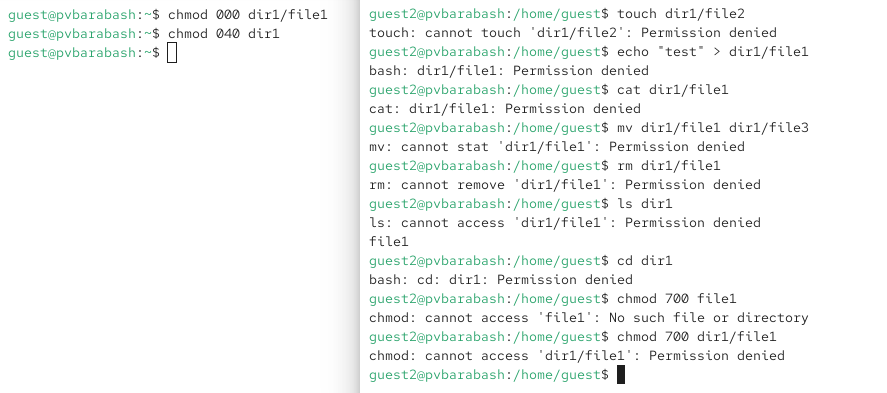 guest@pvbarabash:~$ chmod 000 dir1/file1
guest@pvbarabash:~$ chmod 040 dir1
guest@pvbarabash:~$
guest2@pvbarabash:/home/guest$ touch dir1/file2
touch: cannot touch 'dir1/file2': Permission denied
guest2@pvbarabash:/home/guest$ echo "test" > dir1/file1
bash: dir1/file1: Permission denied
guest2@pvbarabash:/home/guest$ cat dir1/file1
cat: dir1/file1: Permission denied
guest2@pvbarabash:/home/guest$ mv dir1/file1 dir1/file3
mv: cannot stat 'dir1/file1': Permission denied
guest2@pvbarabash:/home/guest$ rm dir1/file1
rm: cannot remove 'dir1/file1': Permission denied
guest2@pvbarabash:/home/guest$ ls dir1
ls: cannot access 'dir1/file1': Permission denied
file1
guest2@pvbarabash:/home/guest$ cd dir1
bash: cd: dir1: Permission denied
guest2@pvbarabash:/home/guest$ chmod 700 file1
chmod: cannot access 'file1': No such file or directory
guest2@pvbarabash:/home/guest$ chmod 700 dir1/file1
chmod: cannot access 'dir1/file1': Permission denied
guest2@pvbarabash:/home/guest$